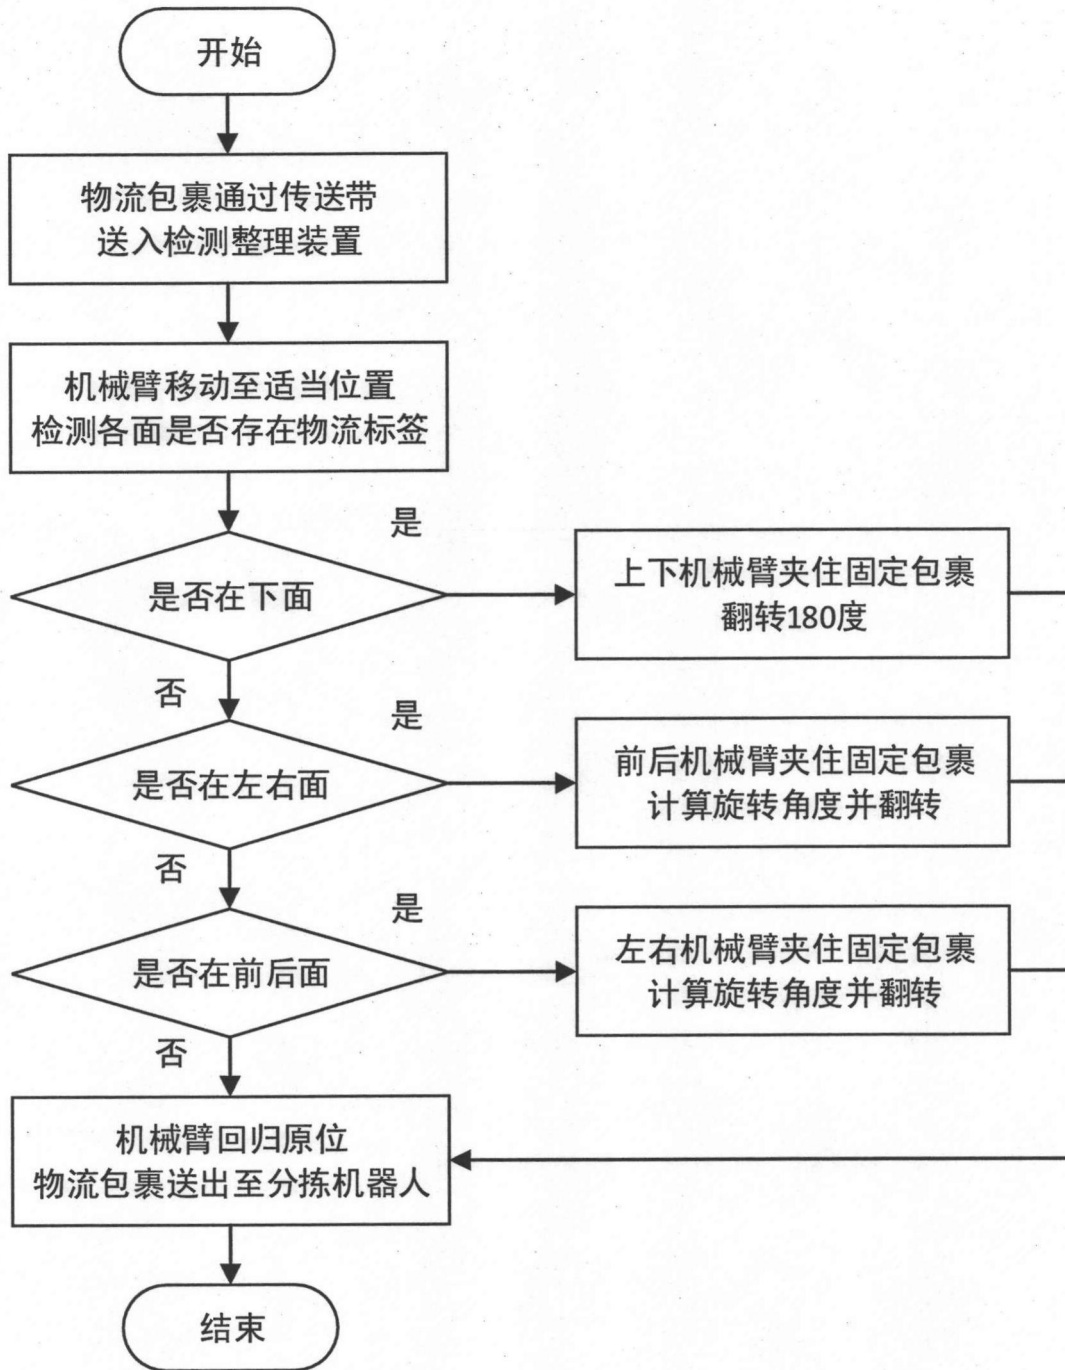 开始
物流包裹通过传送带
送入检测整理装置
机械臂移动至适当位置
检测各面是否存在物流标签
是
是否在下面
上下机械臂夹住固定包裹
翻转180度
否
是
是否在左右面
前后机械臂夹住固定包裹
计算旋转角度并翻转
否
是
是否在前后面
左右机械臂夹住固定包裹
计算旋转角度并翻转
否
机械臂回归原位
物流包裹送出至分拣机器人
结束